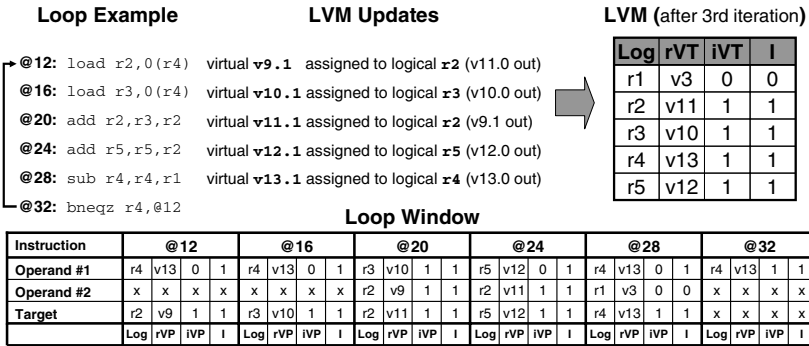 Loop Example
LVM Updates
LVM (after 3rd iteration)
@12: load r2,0(r4) virtual v9.1 assigned to logical r2 (v11.0 out)
@16: load r3,0(r4) virtual v10.1 assigned to logical r3 (v10.0 out)
@20: add r2,r3,r2 virtual v11.1 assigned to logical r2 (v9.1 out)
@24: add r5,r5,r2 virtual v12.1 assigned to logical r5 (v12.0 out)
@28: sub r4,r4,r1 virtual v13.1 assigned to logical r4 (v13.0 out)
@32: bneqz r4,@12
Log rVT iVT I
r1 v3 0 0
r2 v11 1 1
r3 v10 1 1
r4 v13 1 1
r5 v12 1 1
Loop Window
Instruction @12 @16 @20 @24 @28 @32
Operand #1 r4 v13 0 1 r4 v13 0 1 r3 v10 1 1 r5 v12 0 1 r4 v13 0 1 r4 v13 1 1
Operand #2 x x x x x x x x r2 v9 1 1 r2 v11 1 1 r1 v3 0 0 x x x x
Target r2 v9 1 1 r3 v10 1 1 r2 v11 1 1 r5 v12 1 1 r4 v13 1 1 x x x x
Log rVP iVP I Log rVP iVP I Log rVP iVP I Log rVP iVP I Log rVP iVP I Log rVP iVP I